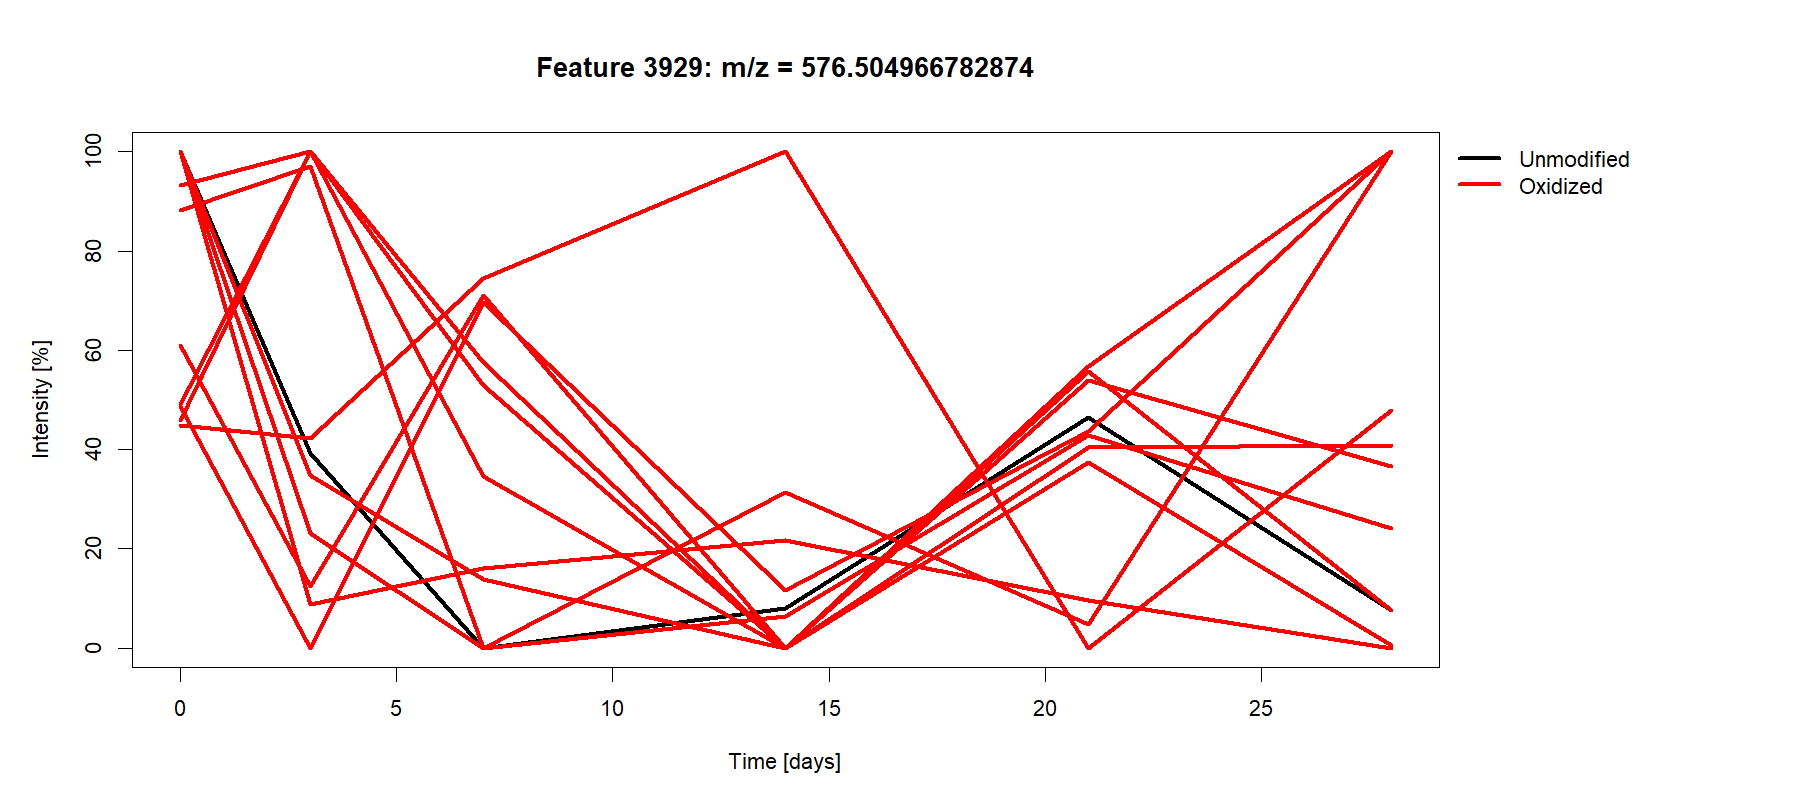 Feature 3929: m/z = 576.504966782874
Unmodified
Oxidized
Intensity [%]
100
80
60
40
20
0
0 5 10 15 20 25
Time [days]